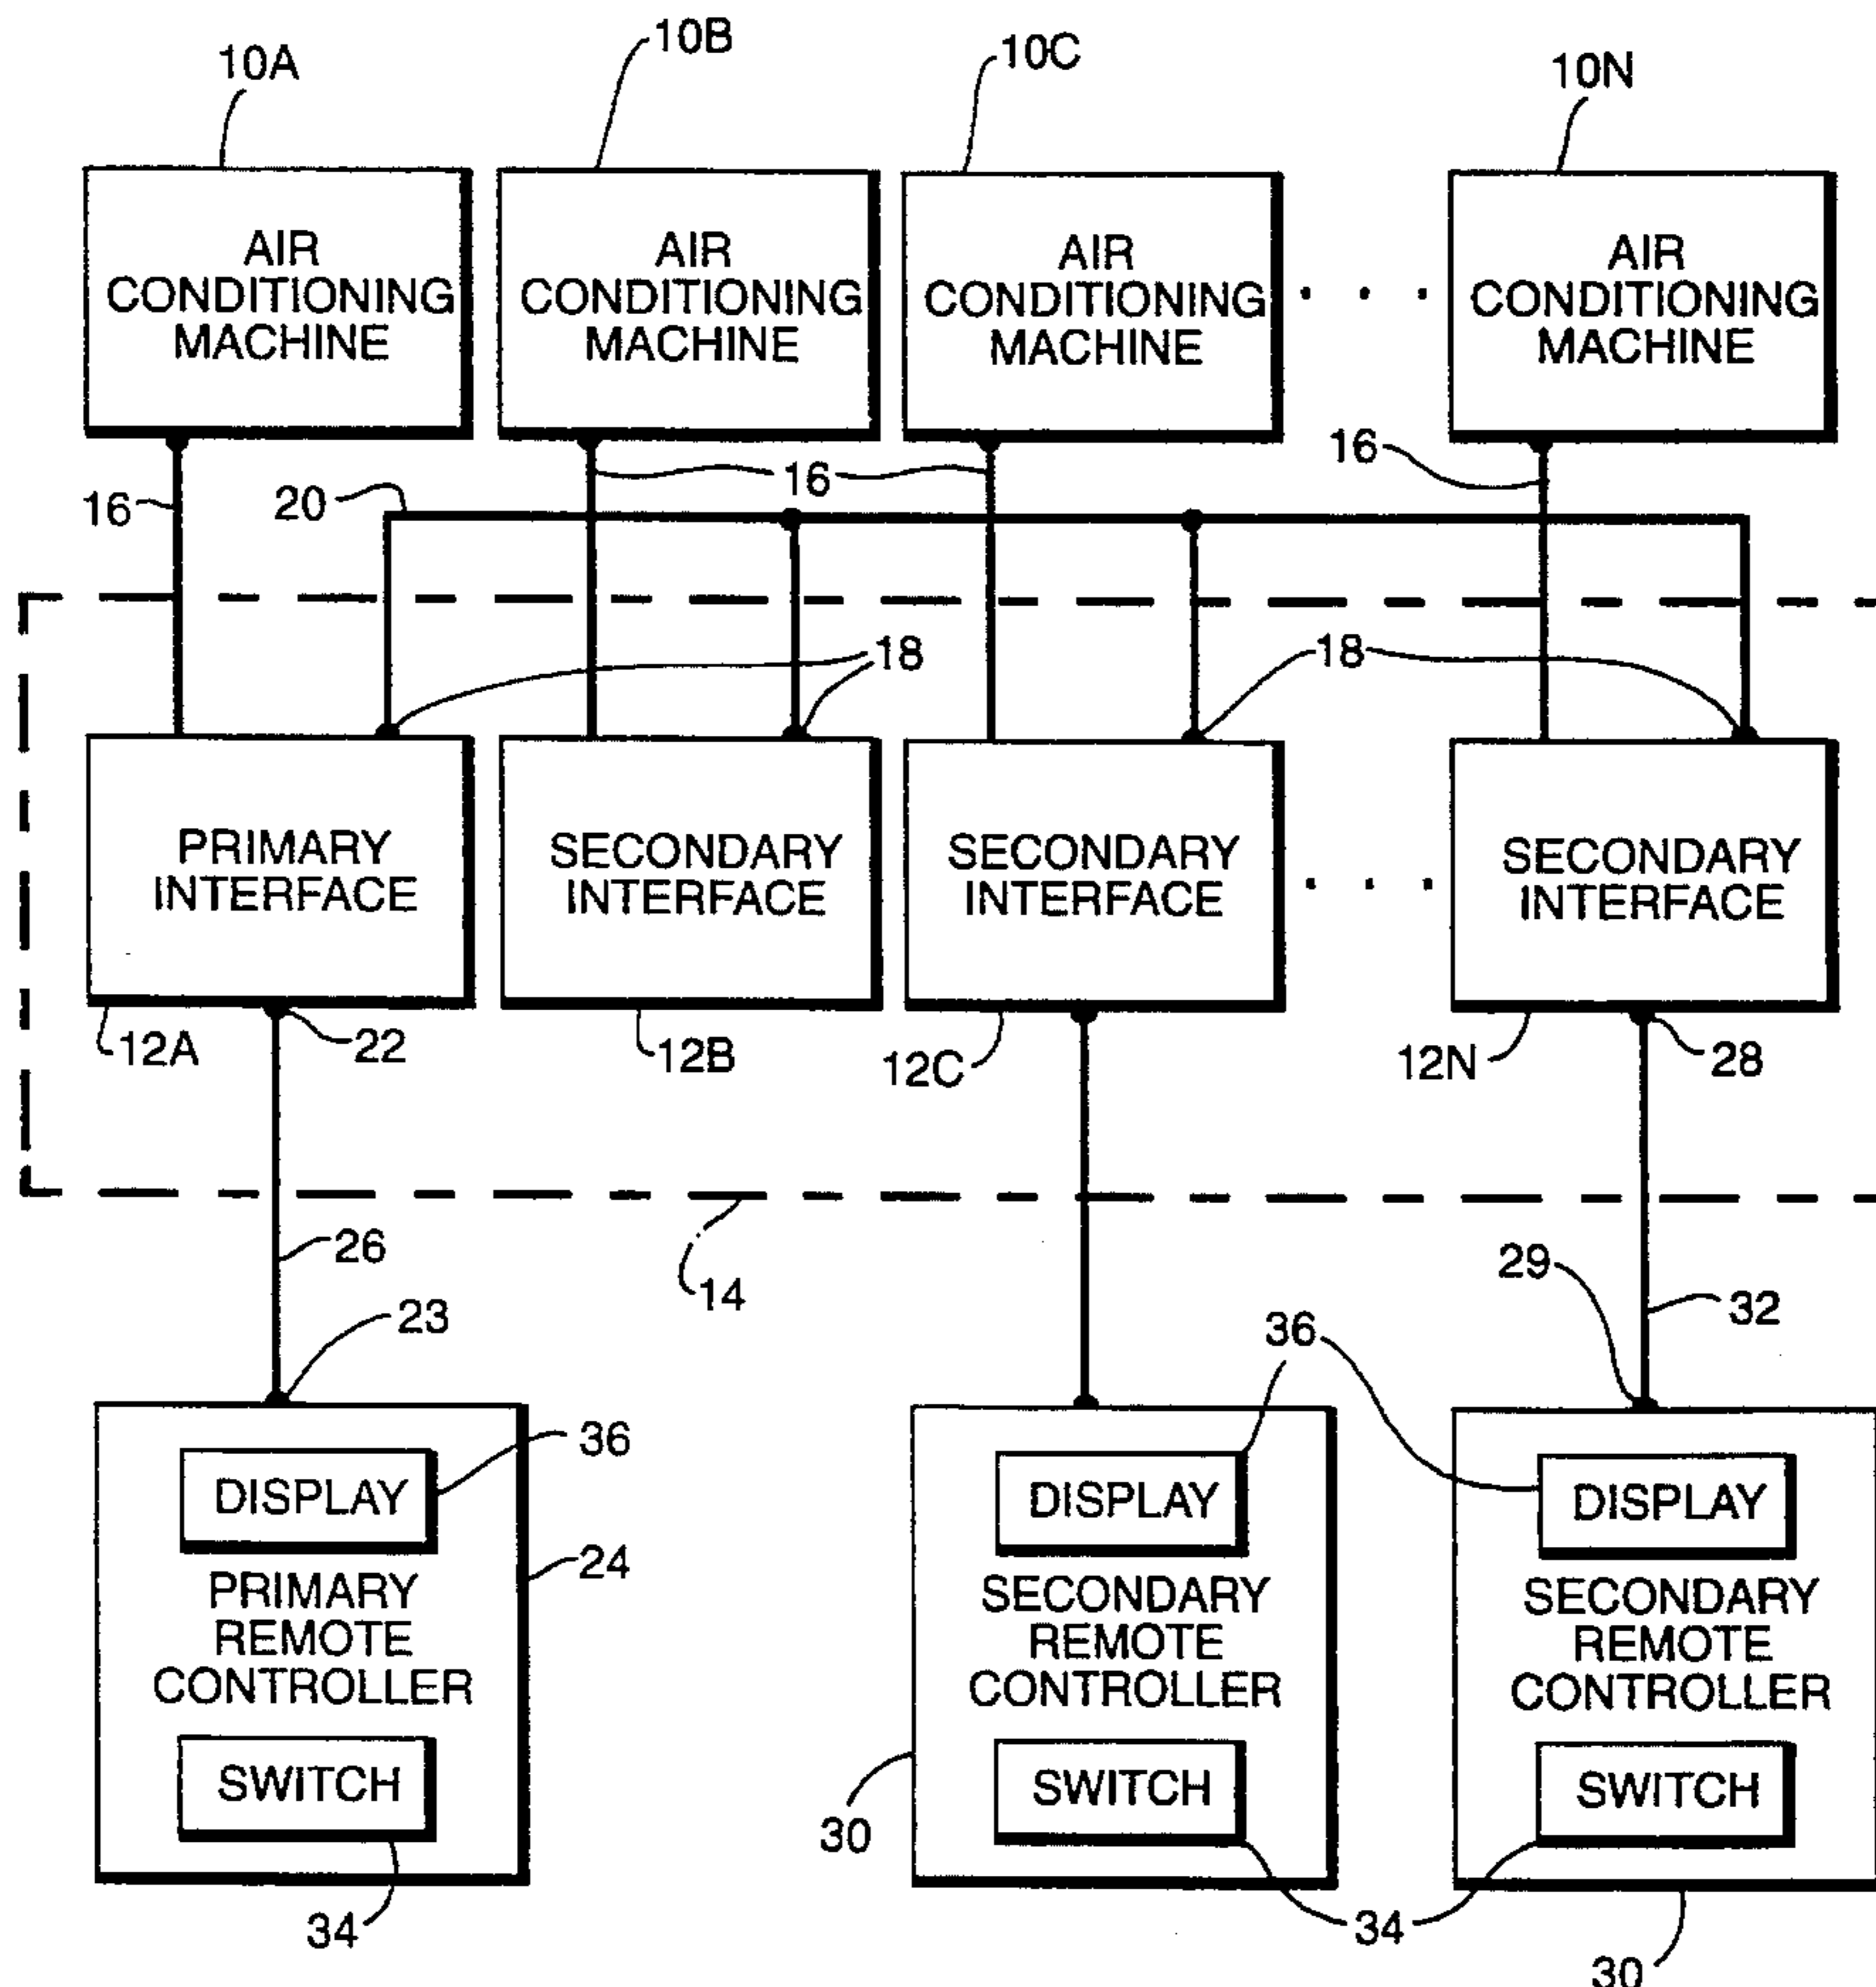 10A
10B
10C
10N
AIR
CONDITIONING
MACHINE
AIR
CONDITIONING
MACHINE
AIR
CONDITIONING
MACHINE
. . .
AIR
CONDITIONING
MACHINE
16
20
16
16
18
18
PRIMARY
INTERFACE
SECONDARY
INTERFACE
SECONDARY
INTERFACE
. . .
SECONDARY
INTERFACE
12A
22
12B
12C
12N
28
26
14
23
29
32
36
36
DISPLAY
PRIMARY
REMOTE
CONTROLLER
SWITCH
24
34
DISPLAY
SECONDARY
REMOTE
CONTROLLER
SWITCH
30
DISPLAY
SECONDARY
REMOTE
CONTROLLER
SWITCH
34
30